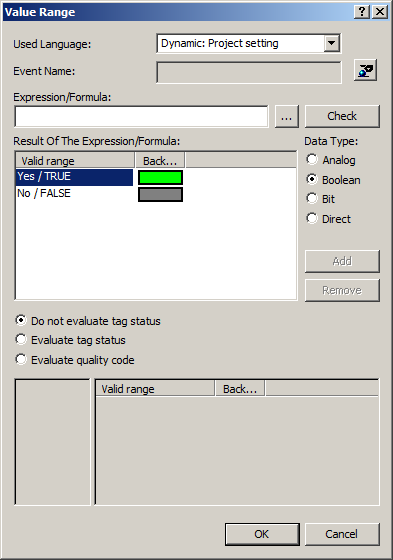 Value Range
Used Language: Dynamic: Project setting
Event Name:
Expression/Formula:
... Check
Result Of The Expression/Formula: Data Type:
Valid range Back...
Yes / TRUE
No / FALSE
Analog
Boolean
Bit
Direct
Add
Remove
Do not evaluate tag status
Evaluate tag status
Evaluate quality code
Valid range Back...
OK Cancel